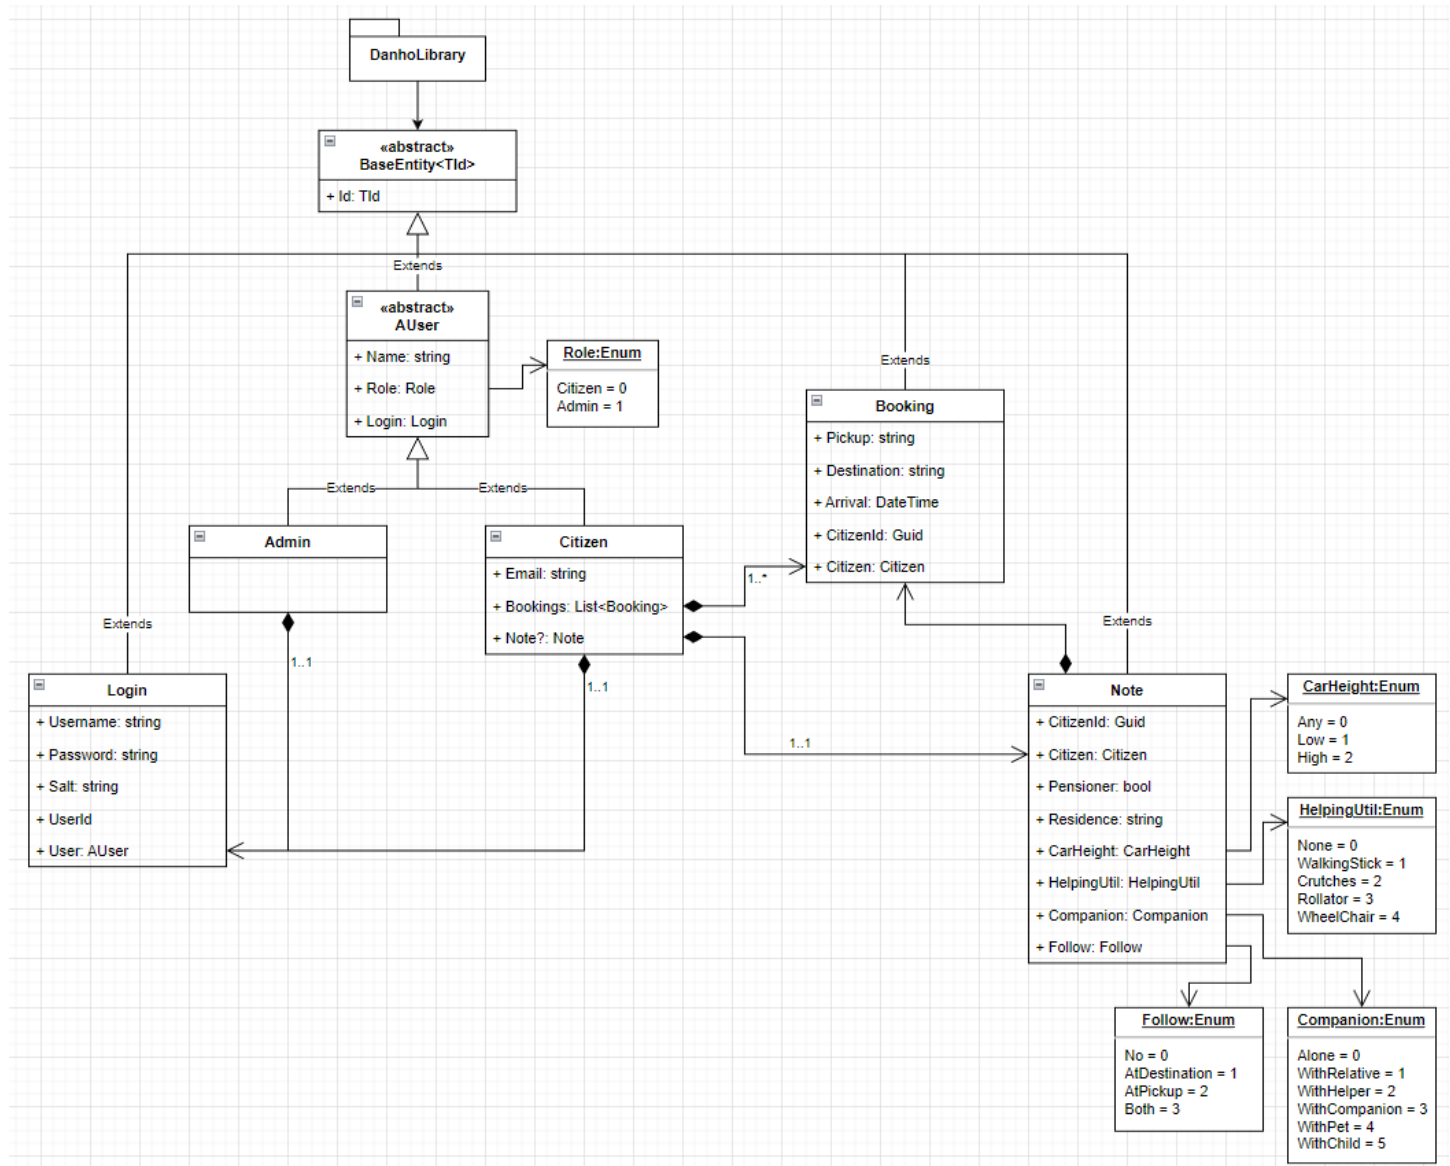 DanhoLibrary
«abstract»
BaseEntity<TId>
+ Id: TId
Extends
«abstract»
AUser
+ Name: string
+ Role: Role
+ Login: Login
Role:Enum
Citizen = 0
Admin = 1
Extends
Booking
+ Pickup: string
+ Destination: string
+ Arrival: DateTime
+ CitizenId: Guid
+ Citizen: Citizen
Extends
Extends
Admin
Citizen
+ Email: string
+ Bookings: List<Booking>
+ Note?: Note
1..*
Extends
Extends
1..1
1..1
1..1
Login
+ Username: string
+ Password: string
+ Salt: string
+ UserId
+ User: AUser
Note
+ CitizenId: Guid
+ Citizen: Citizen
+ Pensioner: bool
+ Residence: string
+ CarHeight: CarHeight
+ HelpingUtil: HelpingUtil
+ Companion: Companion
+ Follow: Follow
CarHeight:Enum
Any = 0
Low = 1
High = 2
HelpingUtil:Enum
None = 0
WalkingStick = 1
Crutches = 2
Rollator = 3
WheelChair = 4
Follow:Enum
No = 0
AtDestination = 1
AtPickup = 2
Both = 3
Companion:Enum
Alone = 0
WithRelative = 1
WithHelper = 2
WithCompanion = 3
WithPet = 4
WithChild = 5